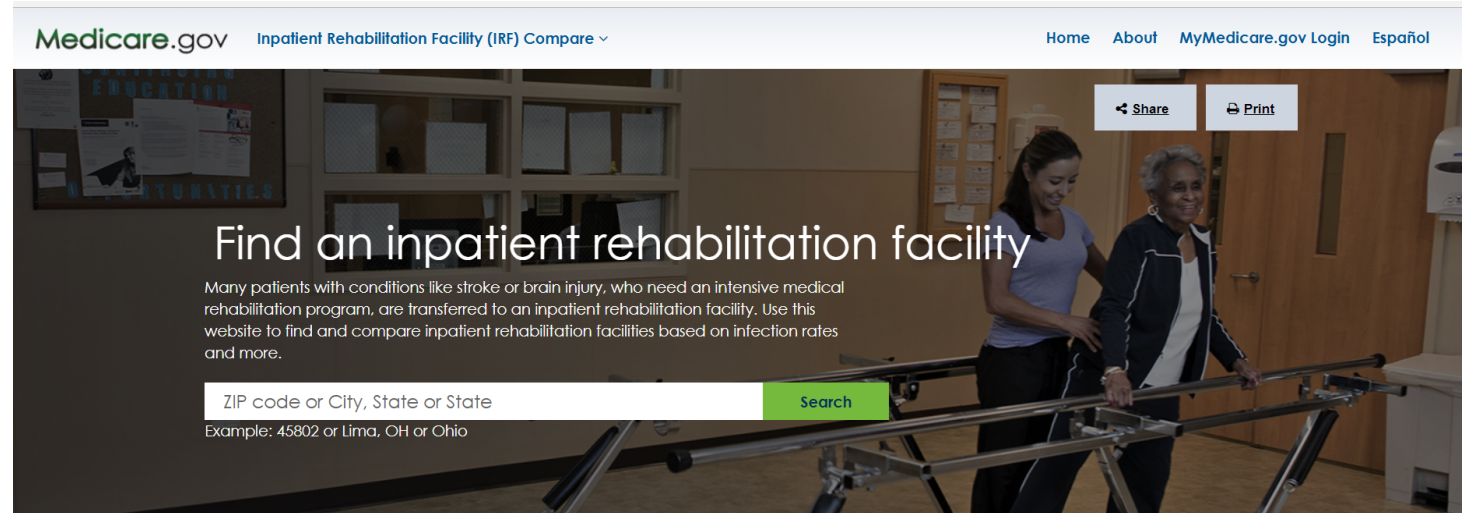 Medicare.gov Inpatient Rehabilitation Facility (IRF) Compare Home About MyMedicare.gov Login Español
CONTINUING
EDUCATION
OPPORTUNITIES
Share Print
Find an inpatient rehabilitation facility
Many patients with conditions like stroke or brain injury, who need an intensive medical
rehabilitation program, are transferred to an inpatient rehabilitation facility. Use this
website to find and compare inpatient rehabilitation facilities based on infection rates
and more.
ZIP code or City, State or State Search
Example: 45802 or Lima, OH or Ohio